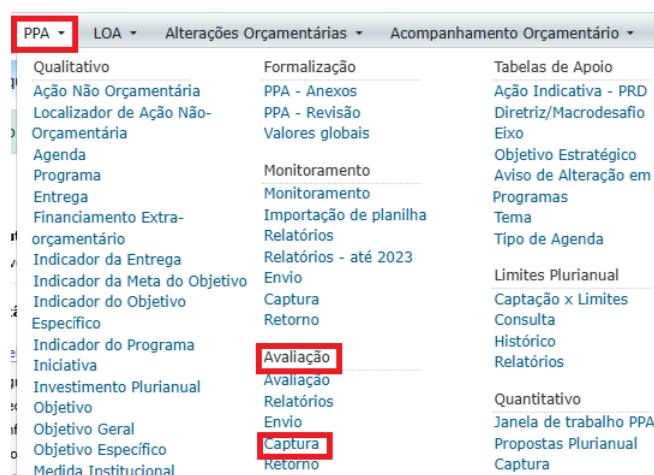 PPA LOA Alterações Orçamentárias Acompanhamento Orçamentário
Qualitativo
Ação Não Orçamentária
Localizador de Ação Não-
Orçamentária
Agenda
Programa
Entrega
Financiamento Extra-
orçamentário
Indicador da Entrega
Indicador da Meta do Objetivo
Indicador do Objetivo
Específico
Indicador do Programa
Iniciativa
Investimento Plurianual
Objetivo
Objetivo Geral
Objetivo Específico
Medida Institucional
Formalização
PPA - Anexos
PPA - Revisão
Valores globais
Monitoramento
Monitoramento
Importação de planilha
Relatórios
Relatórios - até 2023
Envio
Captura
Retorno
Avaliação
Avaliação
Relatórios
Envio
Captura
Retorno
Tabelas de Apoio
Ação Indicativa - PRD
Diretriz/Macrodesafio
Eixo
Objetivo Estratégico
Aviso de Alteração em
Programas
Tema
Tipo de Agenda
Limites Plurianual
Captação x Limites
Consulta
Histórico
Relatórios
Quantitativo
Janela de trabalho PPA
Propostas Plurianual
Captura